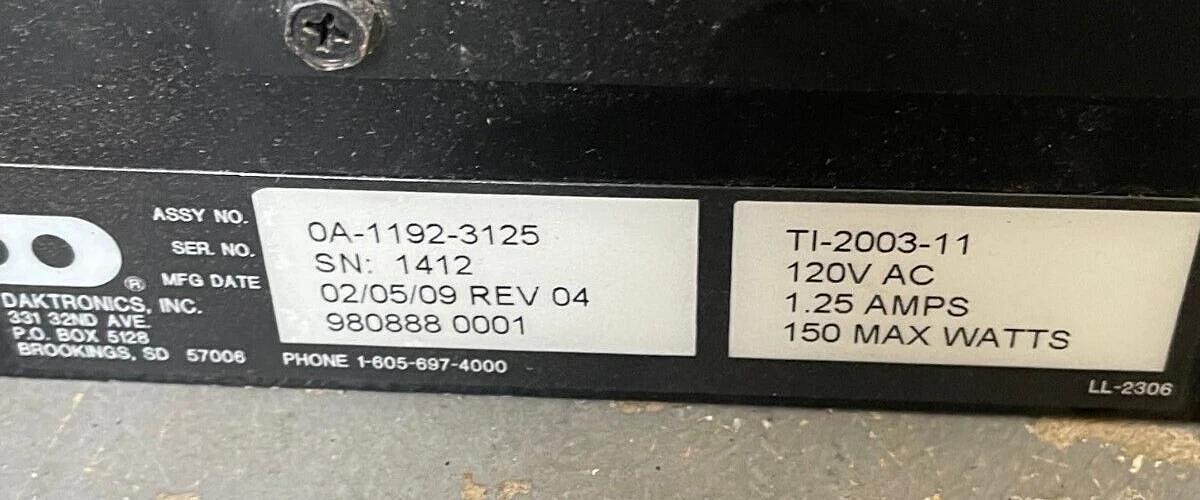 ASSY NO. 0A-1192-3125
SER. NO. SN: 1412
® MFG DATE 02/05/09 REV 04
980888 0001
DAKTRONICS, INC.
331 32ND AVE.
P.O. BOX 5128
BROOKINGS, SD 57006
PHONE 1-605-697-4000
TI-2003-11
120V AC
1.25 AMPS
150 MAX WATTS
LL-2306